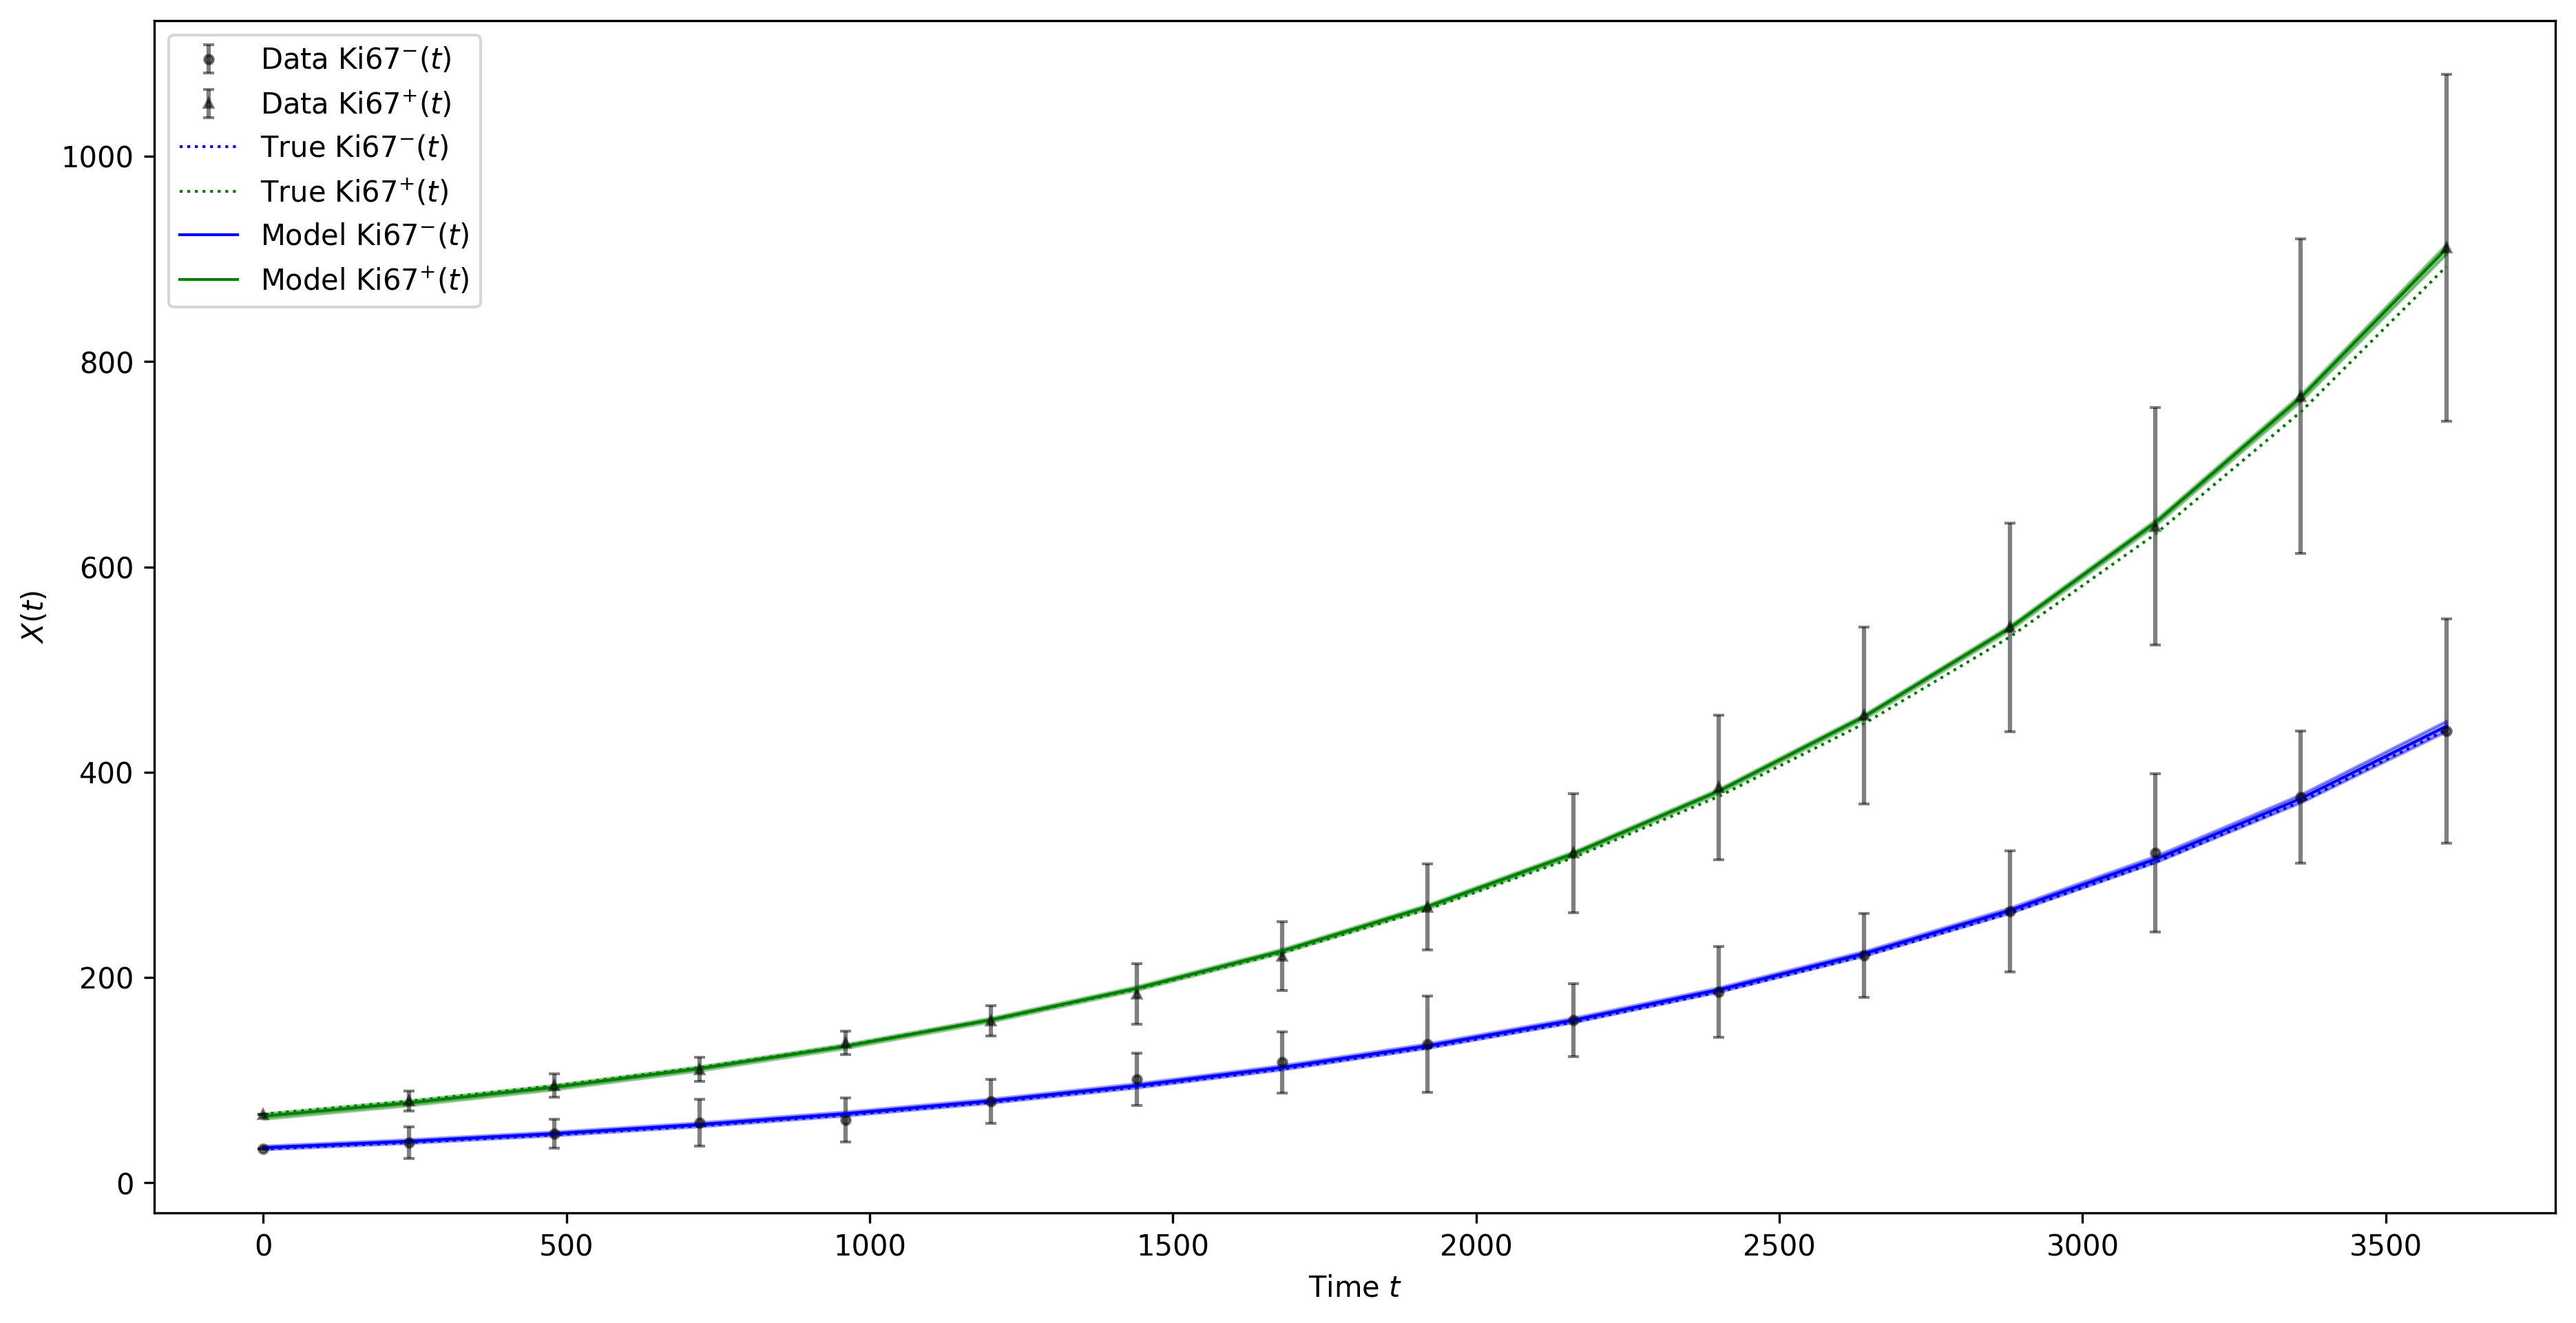 Data Ki67⁻(t)
Data Ki67⁺(t)
True Ki67⁻(t)
True Ki67⁺(t)
Model Ki67⁻(t)
Model Ki67⁺(t)
1000
800
600
400
200
0
X(t)
0 500 1000 1500 2000 2500 3000 3500
Time t